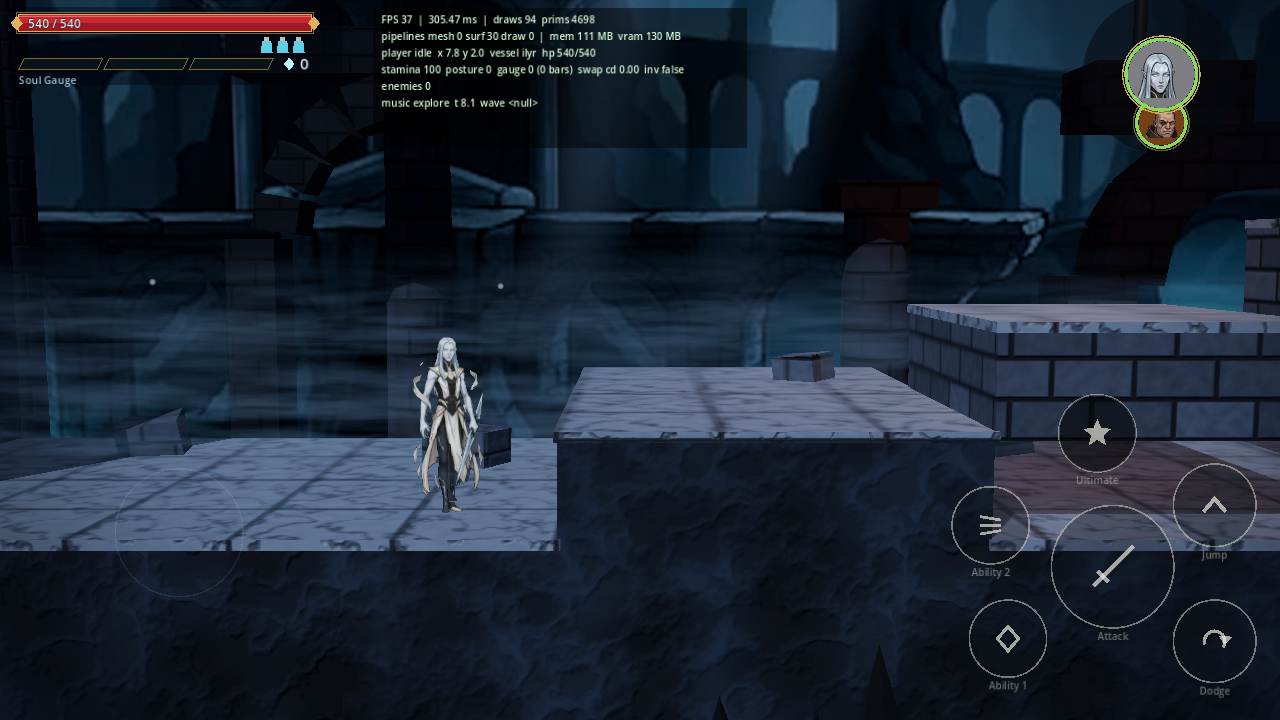 540 / 540
0
Soul Gauge
FPS 37 | 305.47 ms | draws 94 prims 4698
pipelines mesh 0 surf 30 draw 0 | mem 111 MB vram 130 MB
player idle x 7.8 y 2.0 vessel ilyr hp 540/540
stamina 100 posture 0 gauge 0 (0 bars) swap cd 0.00 inv false
enemies 0
music explore t 8.1 wave <null>
Ultimate
Jump
Ability 2
Attack
Ability 1
Dodge